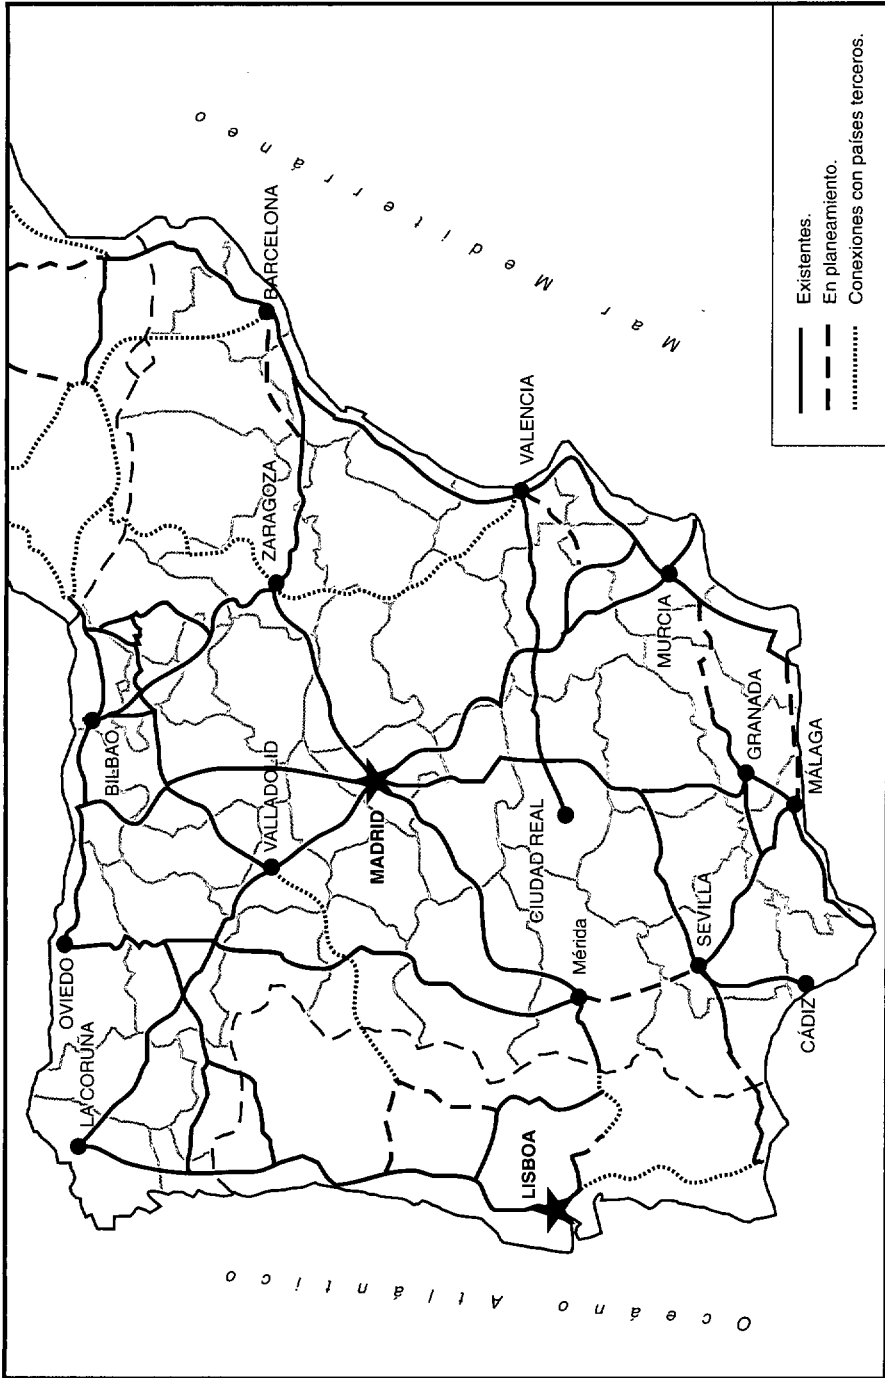 Océano Atlántico
Mar Mediterráneo
LA CORUÑA
OVIEDO
BILBAO
VALLADOLID
ZARAGOZA
BARCELONA
MADRID
VALENCIA
CIUDAD REAL
LISBOA
Mérida
SEVILLA
CÁDIZ
GRANADA
MÁLAGA
MURCIA
Existentes.
En planeamiento.
Conexiones con países terceros.